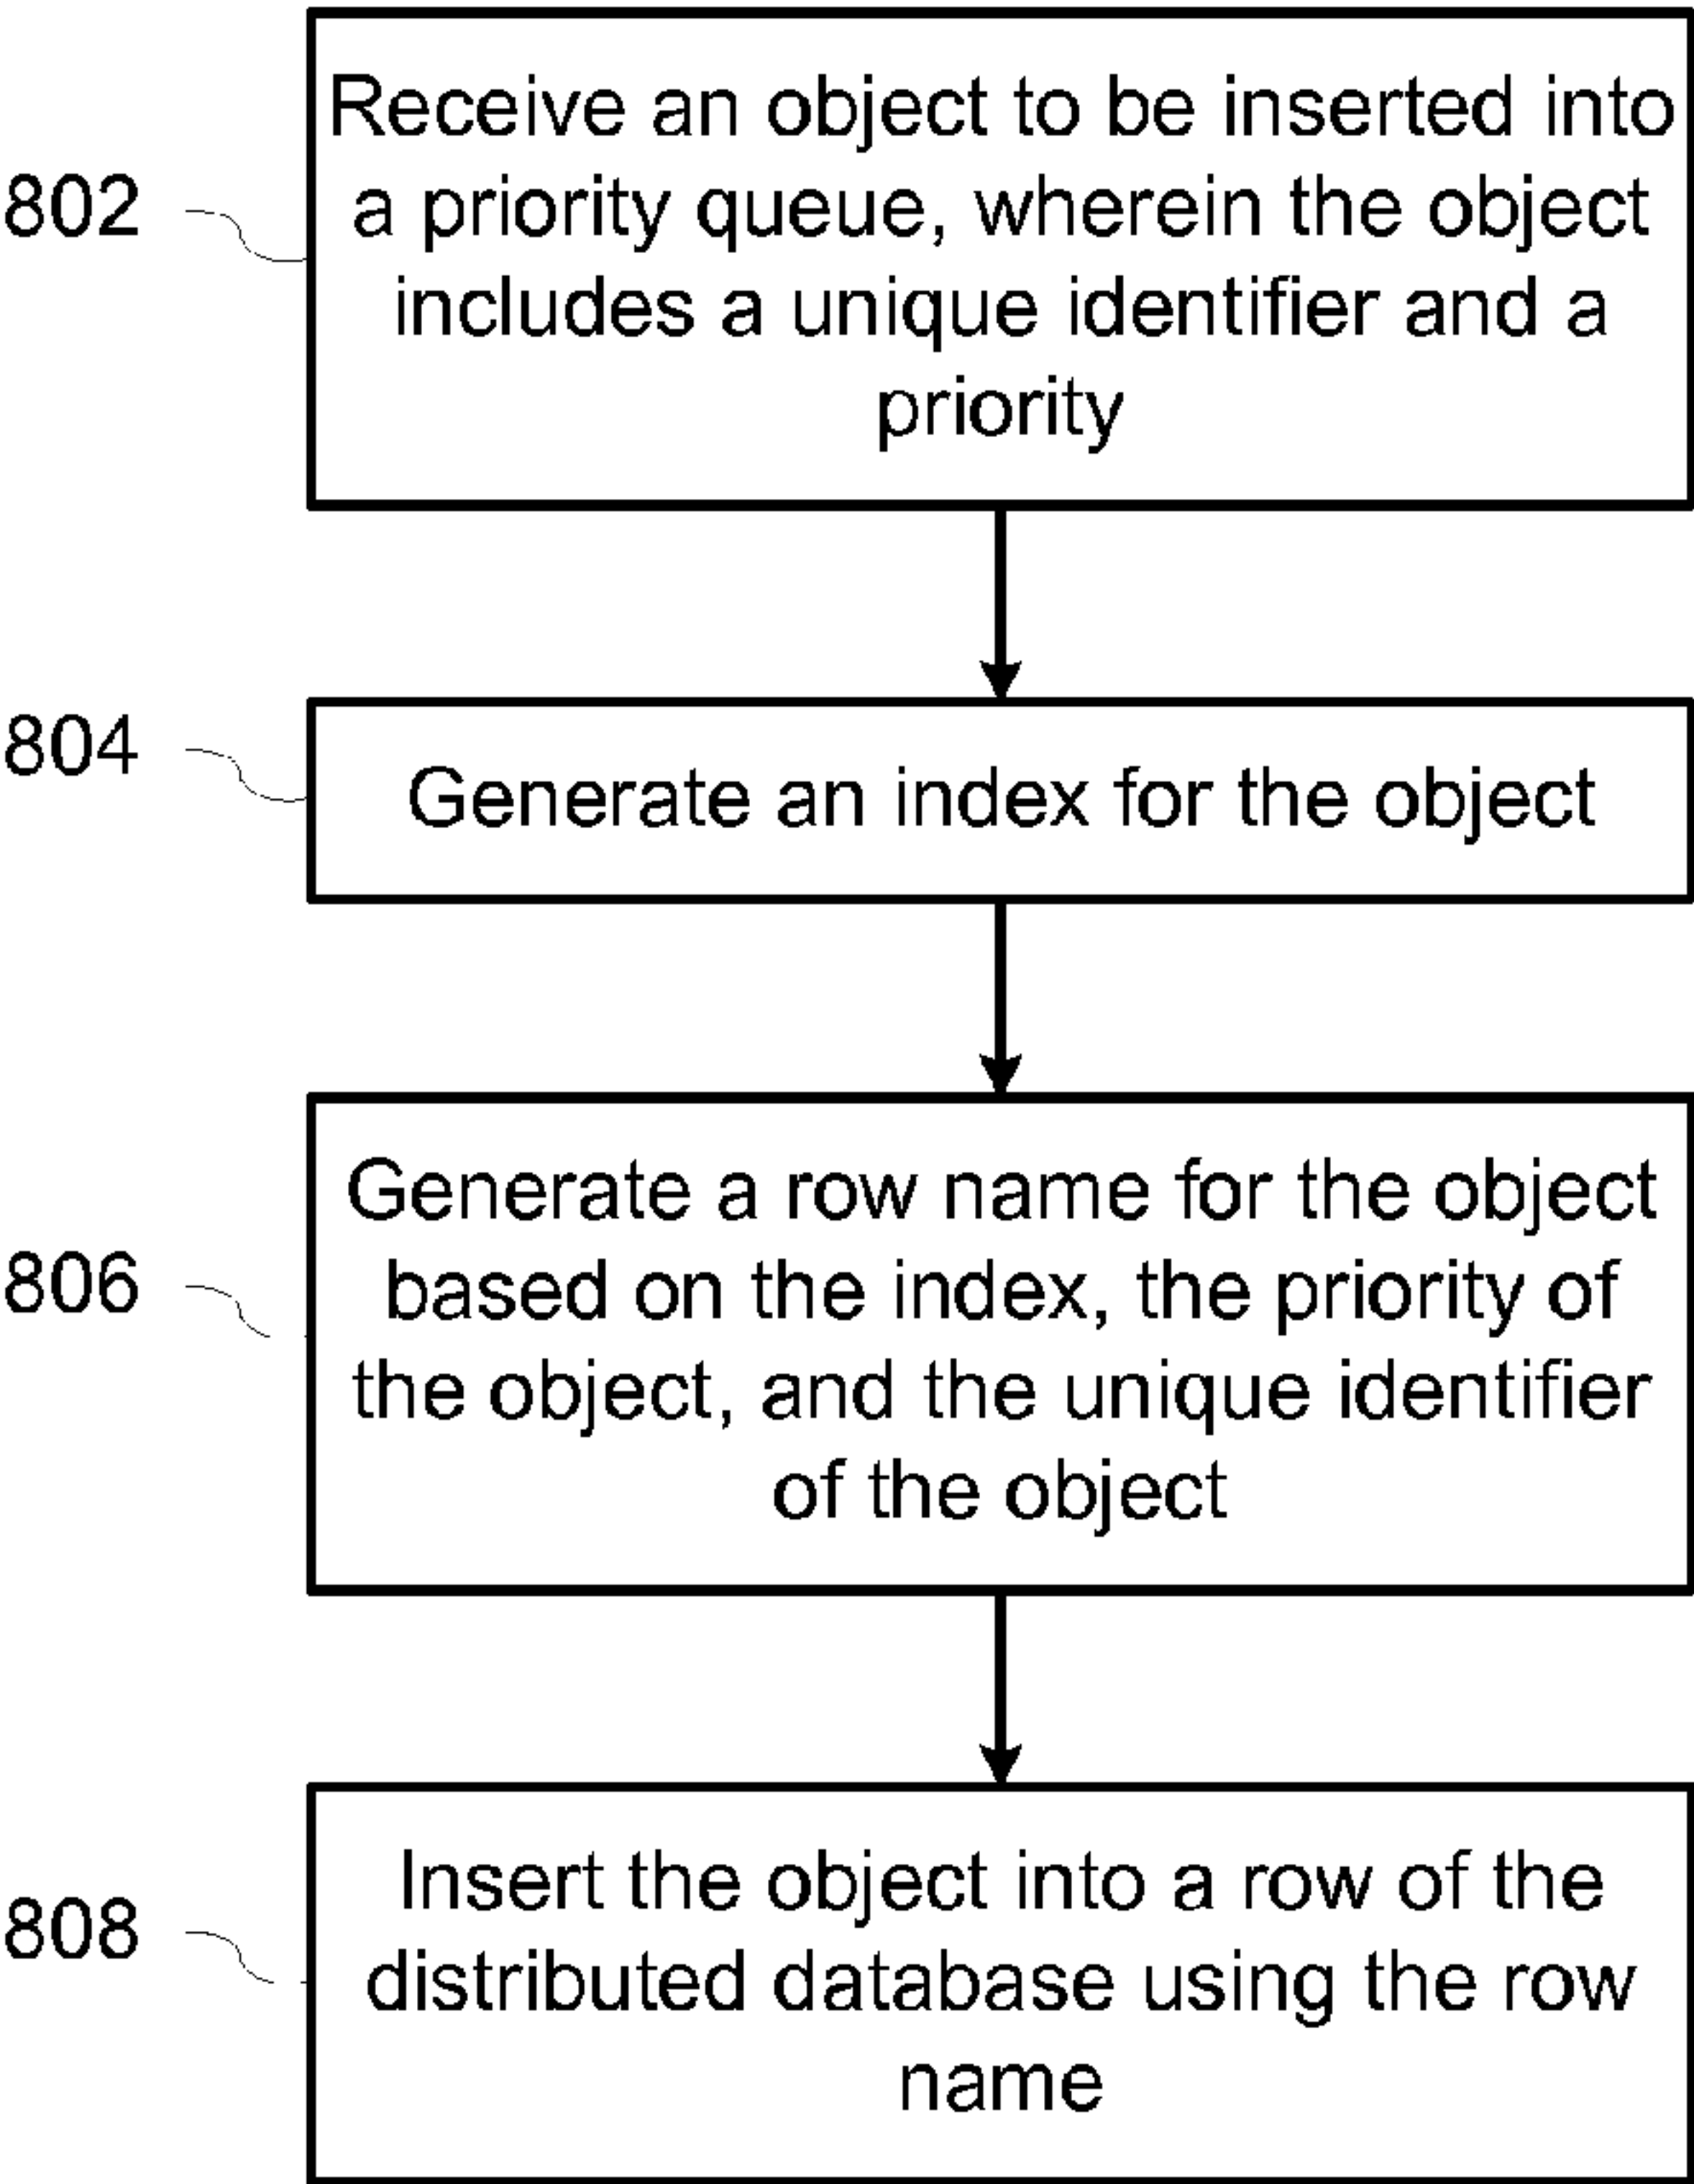 802
Receive an object to be inserted into
a priority queue, wherein the object
includes a unique identifier and a
priority
804
Generate an index for the object
806
Generate a row name for the object
based on the index, the priority of
the object, and the unique identifier
of the object
808
Insert the object into a row of the
distributed database using the row
name